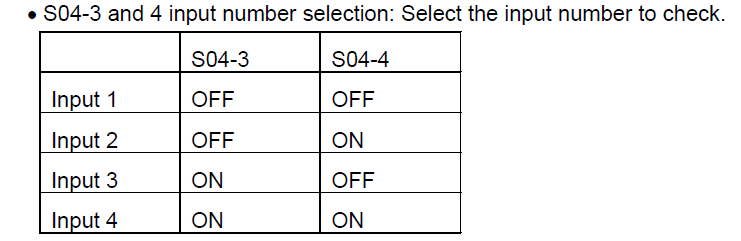 • S04-3 and 4 input number selection: Select the input number to check.
S04-3 S04-4
Input 1 OFF OFF
Input 2 OFF ON
Input 3 ON OFF
Input 4 ON ON